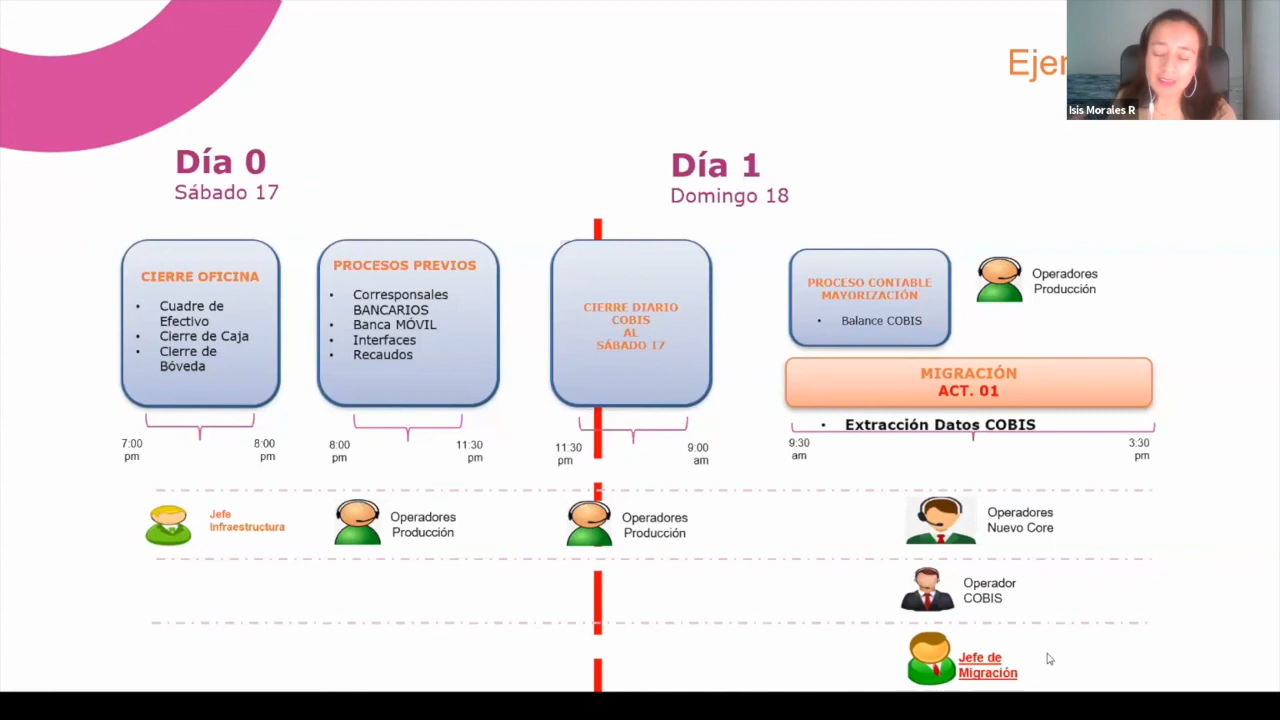 Isis Morales R
Día 0
Sábado 17
Día 1
Domingo 18
CIERRE OFICINA
• Cuadre de
Efectivo
• Cierre de Caja
• Cierre de
Bóveda
PROCESOS PREVIOS
• Corresponsales
BANCARIOS
• Banca MÓVIL
• Interfaces
• Recaudos
CIERRE DIARIO
COBIS
AL
SÁBADO 17
PROCESO CONTABLE
MAYORIZACIÓN
• Balance COBIS
Operadores
Producción
MIGRACIÓN
ACT. 01
• Extracción Datos COBIS
7:00
pm
8:00
pm
8:00
pm
11:30
pm
11:30
pm
9:00
am
9:30
am
3:30
pm
Jefe
Infraestructura
Operadores
Producción
Operadores
Producción
Operadores
Nuevo Core
Operador
COBIS
Jefe de
Migración